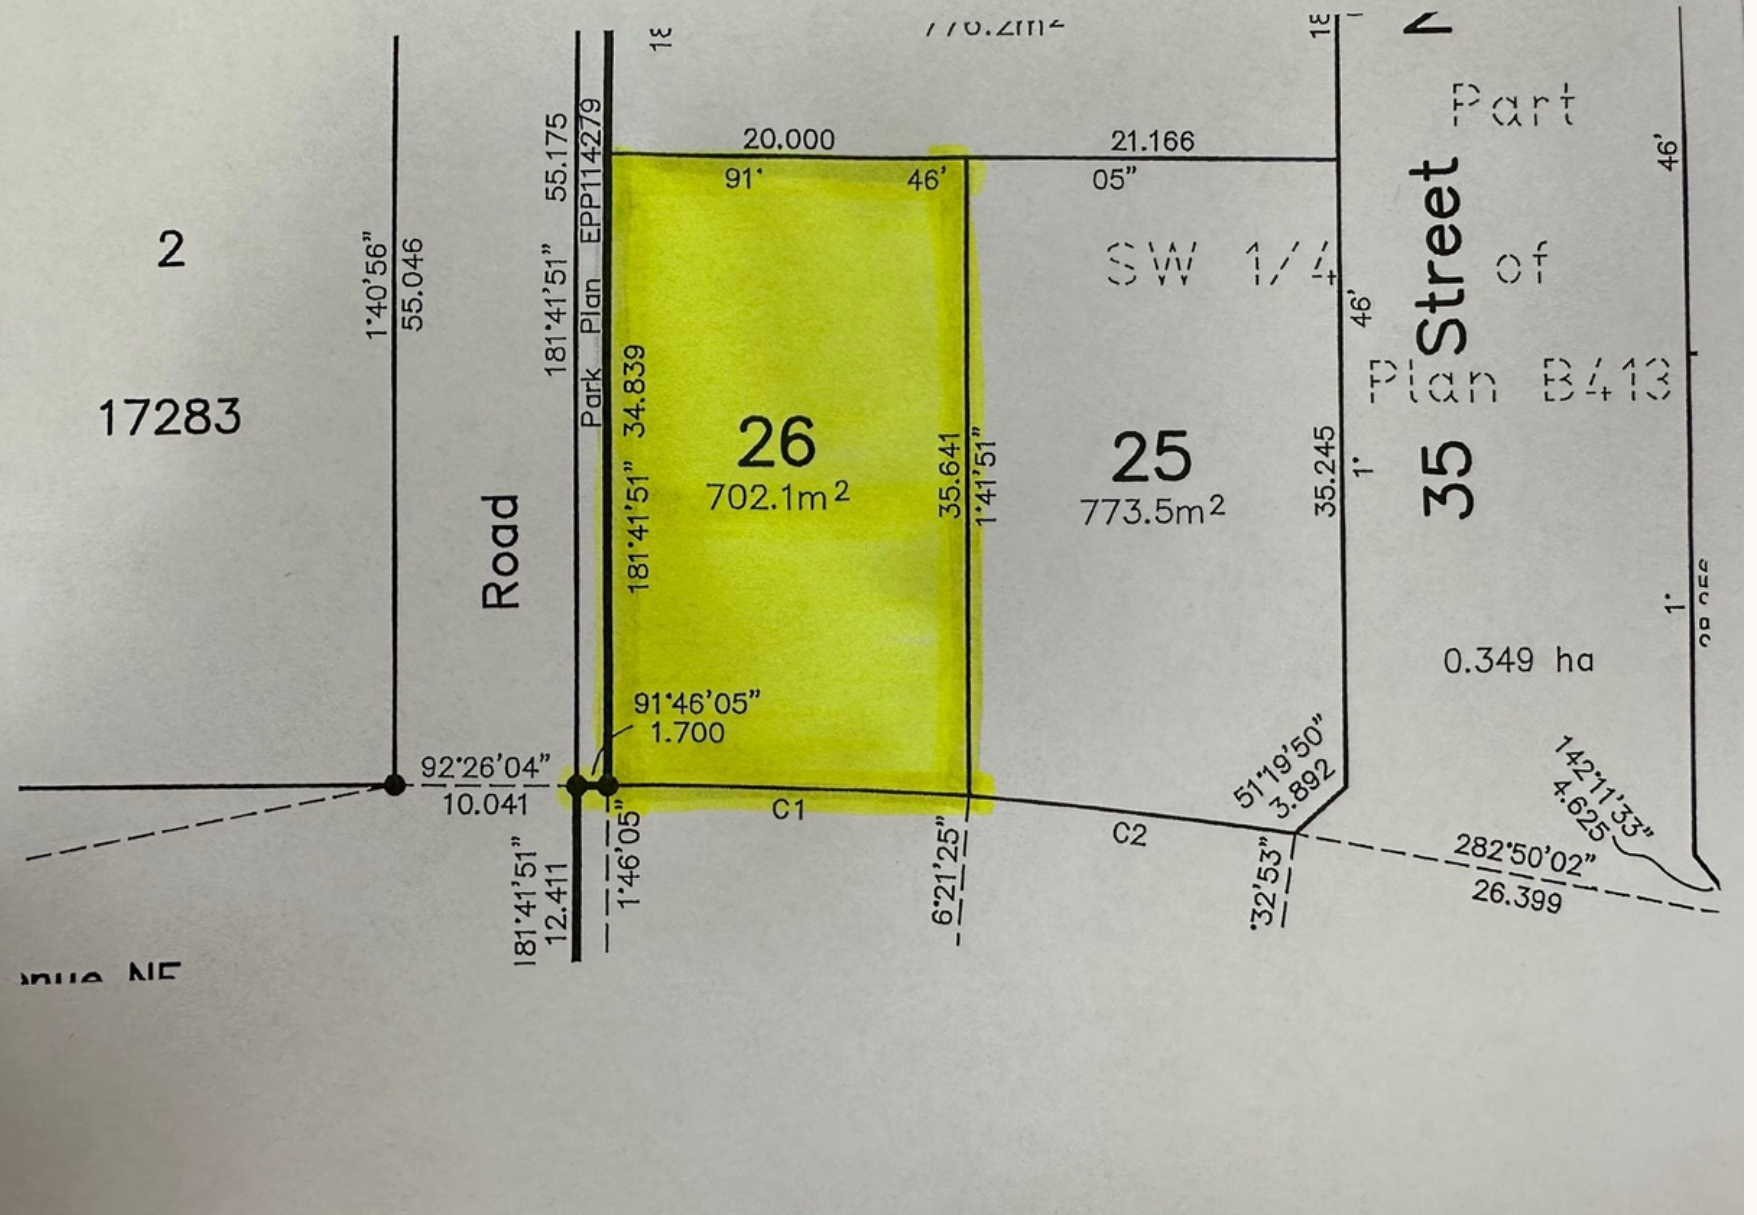 770.2m²
20.000
21.166
91° 46' 05"
Part
46'
SW 1/4 of
2
1°40'56"
55.046
55.175
181°41'51"
Park Plan EPP114279
181°41'51" 34.839
26
702.1m²
35.641
1°41'51"
25
773.5m²
35.245
1° 46'
35 Street
Plan B418
17283
Road
1°
0.349 ha
91°46'05"
1.700
92°26'04"
10.041
C1
C2
51°19'50"
3.892
142°11'33"
4.625
282°50'02"
26.399
181°41'51"
12.411
1°46'05"
6°21'25"
°32'53"
NE